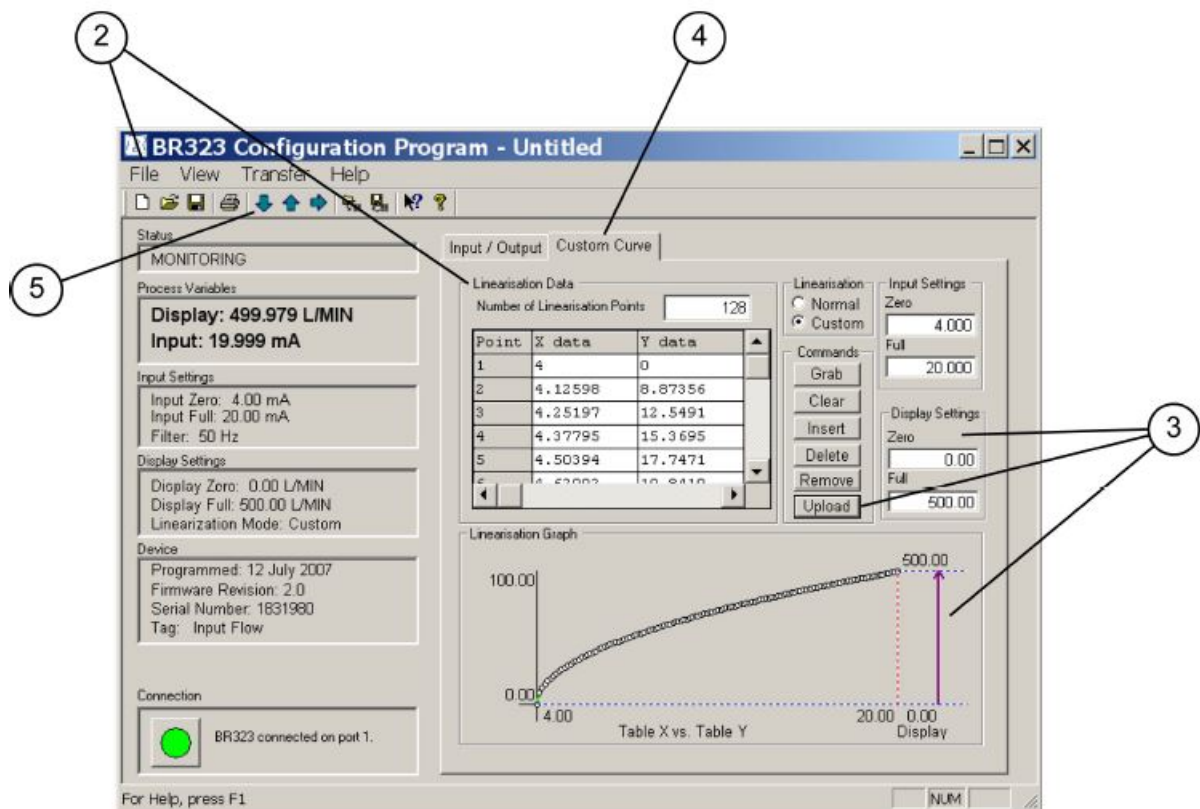 2
4
BR323 Configuration Program - Untitled
File View Transfer Help
5
Status
MONITORING
Process Variables
Display: 499.979 L/MIN
Input: 19.999 mA
Input Settings
Input Zero: 4.00 mA
Input Full: 20.00 mA
Filter: 50 Hz
Display Settings
Display Zero: 0.00 L/MIN
Display Full: 500.00 L/MIN
Linearization Mode: Custom
Device
Programmed: 12 July 2007
Firmware Revision: 2.0
Serial Number: 1831980
Tag: Input Flow
Connection
BR323 connected on port 1.
Input / Output Custom Curve
Linearisation Data
Number of Linearisation Points 128
Point X data Y data
1 4 0
2 4.12598 8.87356
3 4.25197 12.5491
4 4.37795 15.3695
5 4.50394 17.7471
Linearisation
Normal
Custom
Commands
Grab
Clear
Insert
Delete
Remove
Upload
Input Settings
Zero
4.000
Full
20.000
Display Settings
Zero
0.00
Full
500.00
3
Linearisation Graph
100.00
500.00
0.00
4.00
20.00 0.00
Table X vs. Table Y
Display
For Help, press F1
NUM